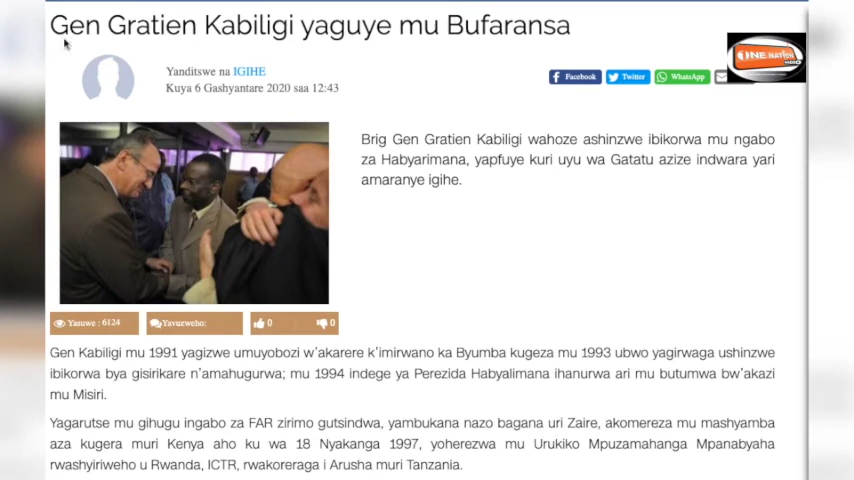 Gen Gratien Kabiligi yaguye mu Bufaransa
Yanditswe na IGIHE
Kuya 6 Gashyantare 2020 saa 12:43
Facebook
Twitter
WhatsApp
ONE NATION
RADIO
Brig Gen Gratien Kabiligi wahoze ashinzwe ibikorwa mu ngabo
za Habyarimana, yapfuye kuri uyu wa Gatatu azize indwara yari
amaranye igihe.
Yasuwe : 6124
Yavuzweho:
0
0
Gen Kabiligi mu 1991 yagizwe umuyobozi w'akarere k'imirwano ka Byumba kugeza mu 1993 ubwo yagirwaga ushinzwe
ibikorwa bya gisirikare n'amahugurwa; mu 1994 indege ya Perezida Habyalimana ihanurwa ari mu butumwa bw'akazi
mu Misiri.
Yagarutse mu gihugu ingabo za FAR zirimo gutsindwa, yambukana nazo bagana uri Zaire, akomereza mu mashyamba
aza kugera muri Kenya aho ku wa 18 Nyakanga 1997, yoherezwa mu Urukiko Mpuzamahanga Mpanabyaha
rwashyiriweho u Rwanda, ICTR, rwakoreraga i Arusha muri Tanzania.